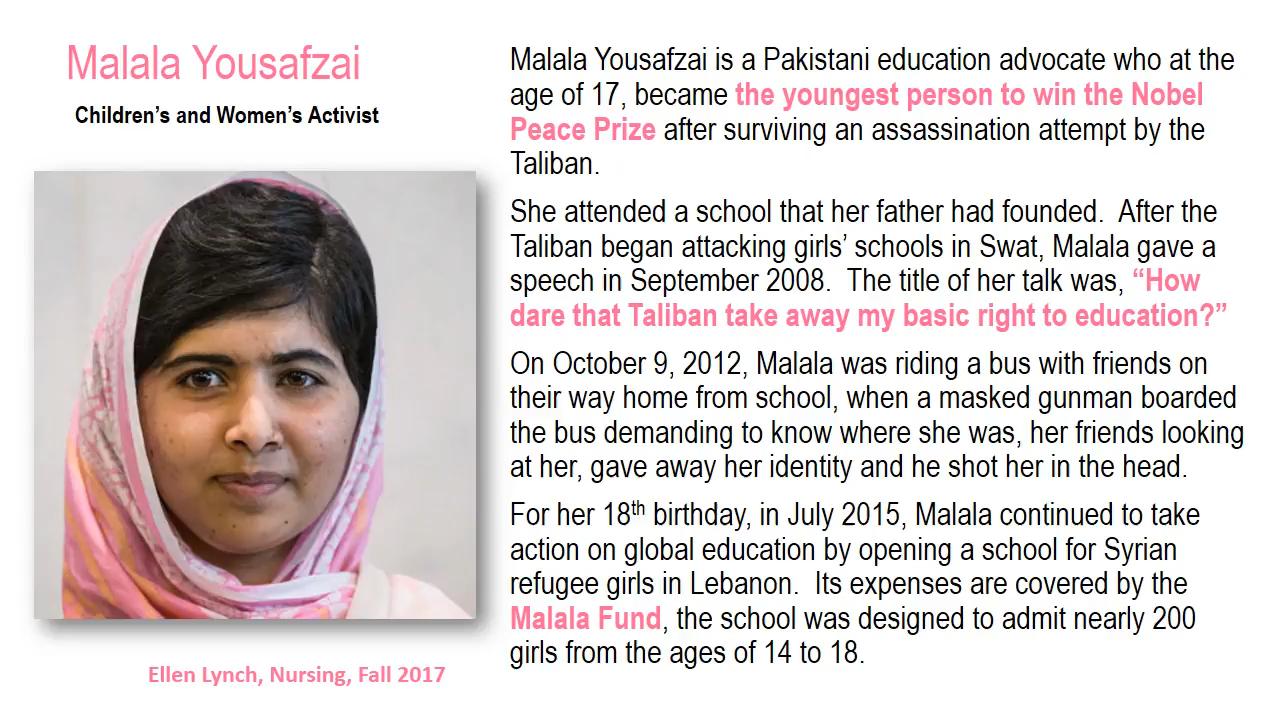 Malala Yousafzai
Children’s and Women’s Activist
Ellen Lynch, Nursing, Fall 2017
Malala Yousafzai is a Pakistani education advocate who at the
age of 17, became the youngest person to win the Nobel
Peace Prize after surviving an assassination attempt by the
Taliban.
She attended a school that her father had founded.  After the
Taliban began attacking girls’ schools in Swat, Malala gave a
speech in September 2008.  The title of her talk was, “How
dare that Taliban take away my basic right to education?”
On October 9, 2012, Malala was riding a bus with friends on
their way home from school, when a masked gunman boarded
the bus demanding to know where she was, her friends looking
at her, gave away her identity and he shot her in the head.
For her 18th birthday, in July 2015, Malala continued to take
action on global education by opening a school for Syrian
refugee girls in Lebanon.  Its expenses are covered by the
Malala Fund, the school was designed to admit nearly 200
girls from the ages of 14 to 18.